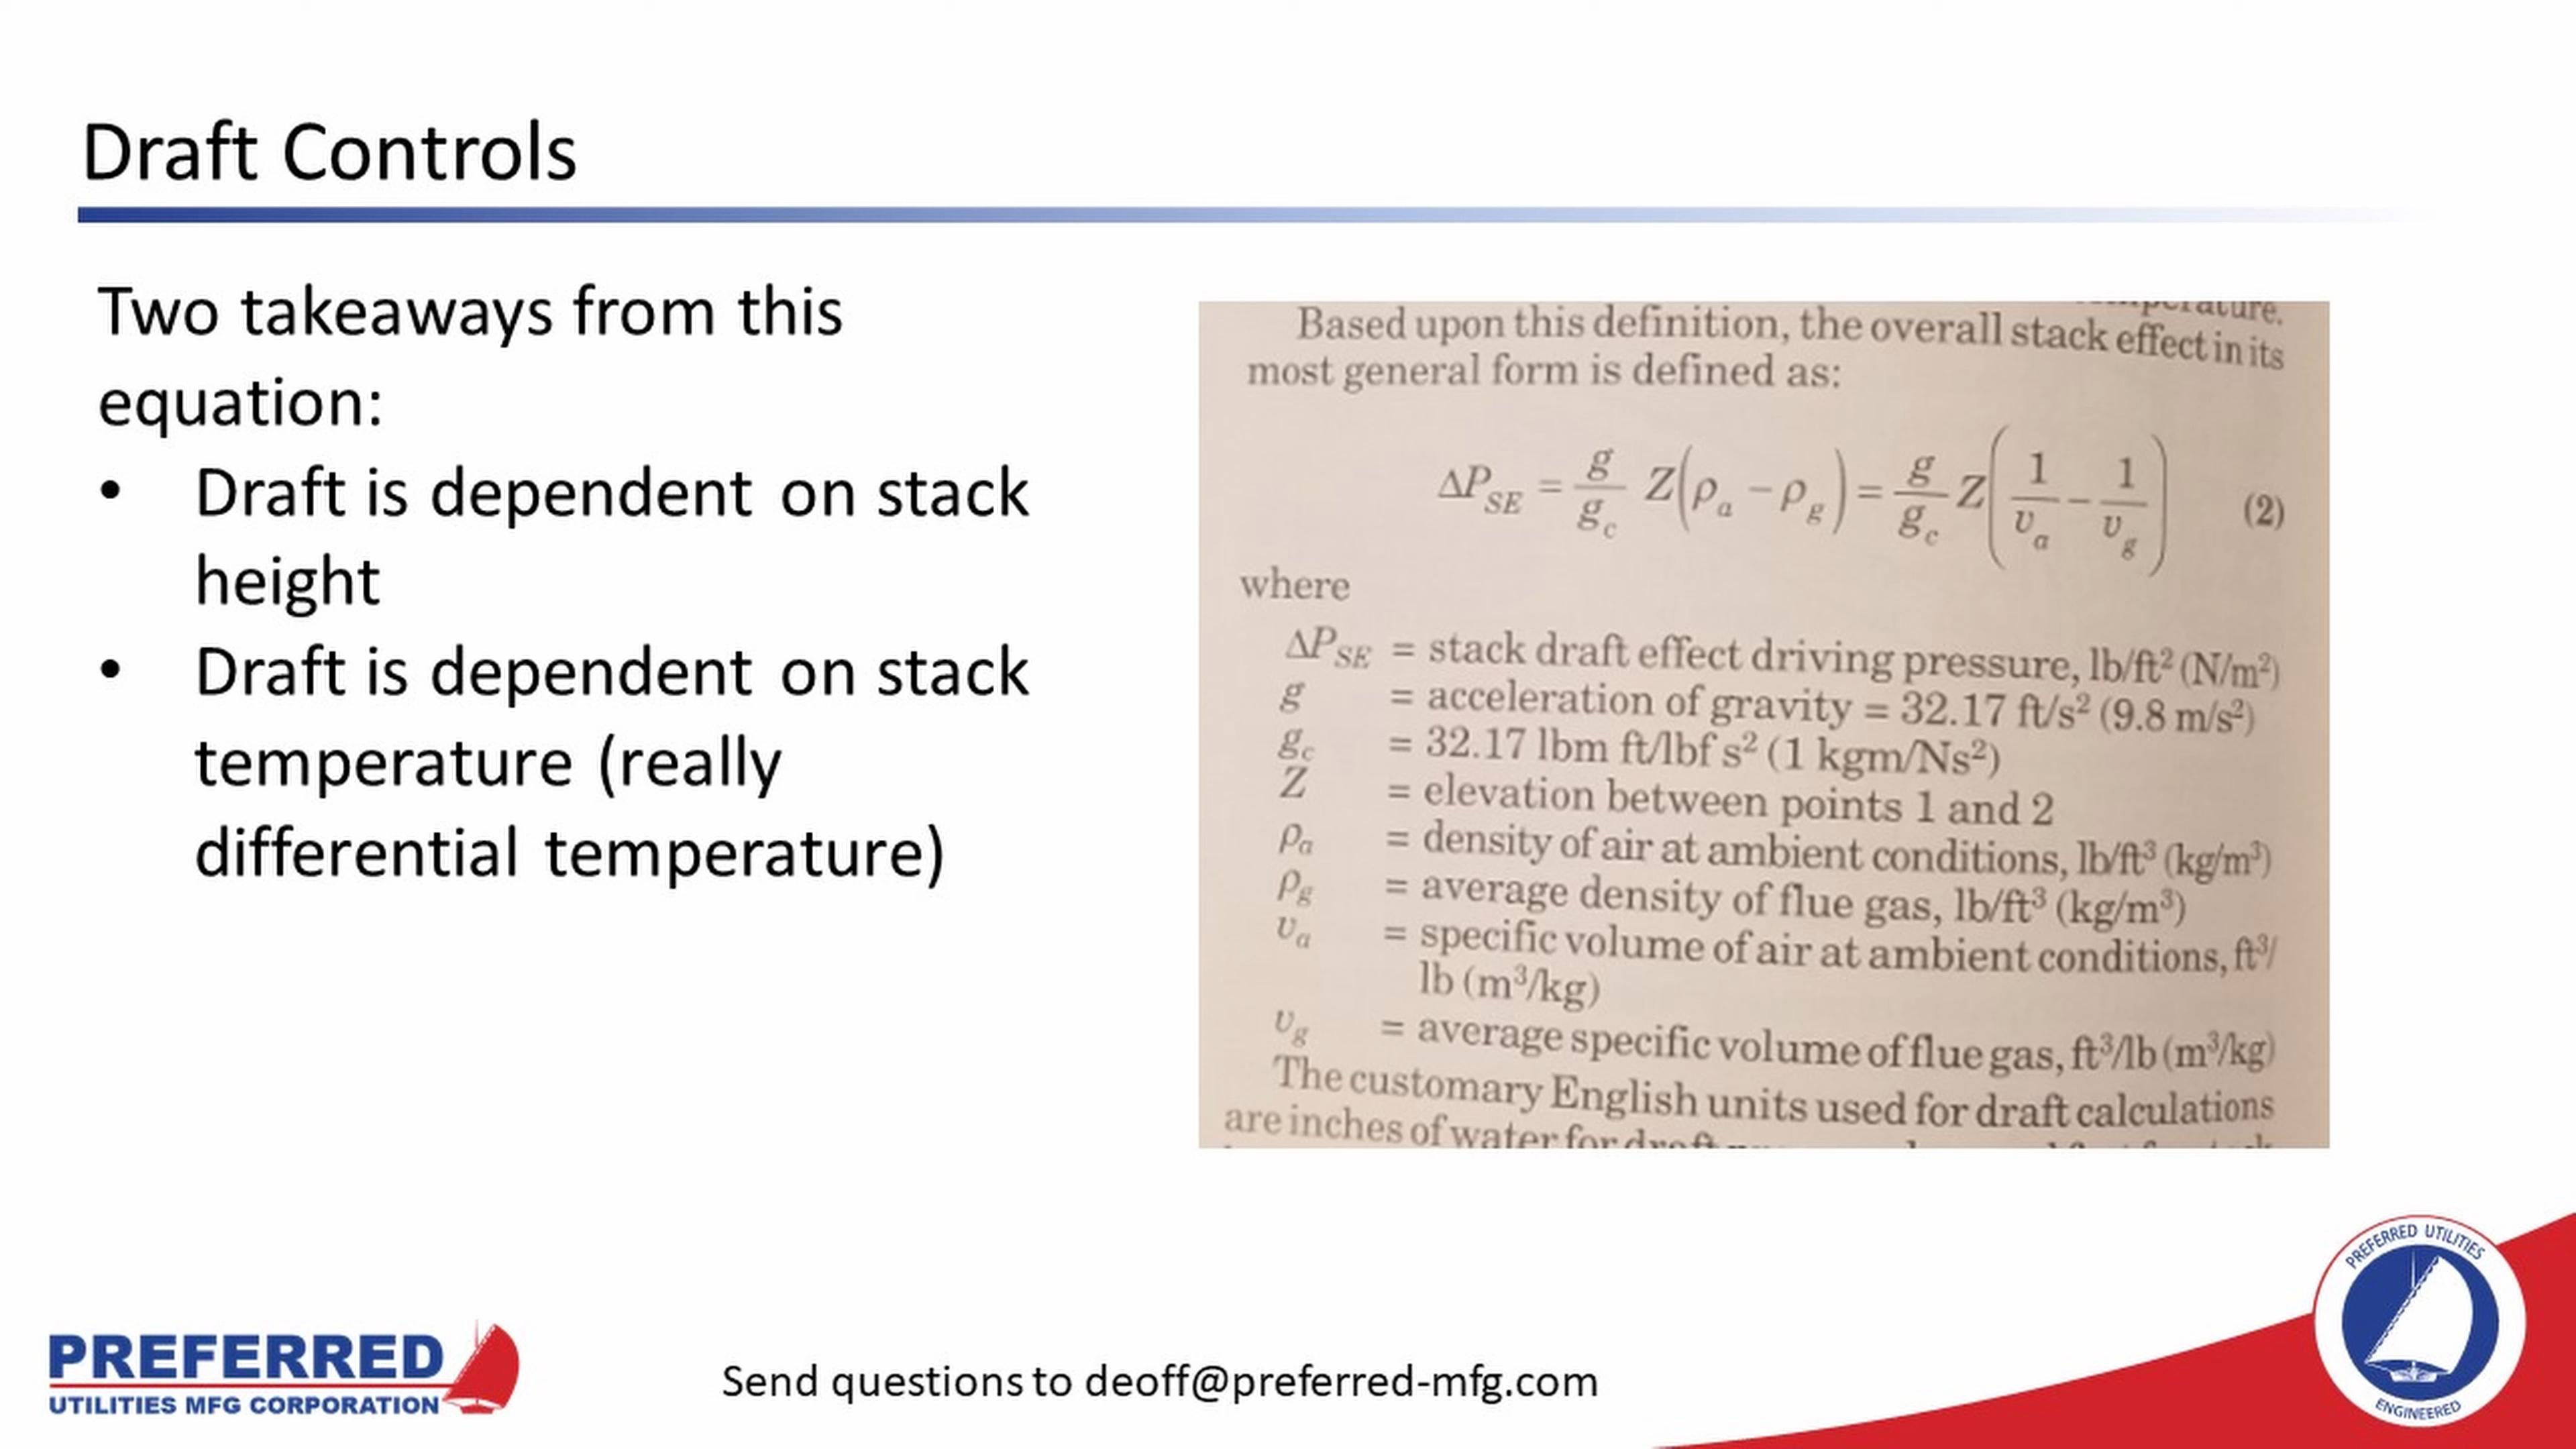 Draft Controls
Two takeaways from this
equation:
• Draft is dependent on stack
height
• Draft is dependent on stack
temperature (really
differential temperature)
temperature.
Based upon this definition, the overall stack effect in its
most general form is defined as:
ΔP_SE = g/g_c Z(ρ_a − ρ_g) = g/g_c Z(1/υ_a − 1/υ_g) (2)
where
ΔP_SE = stack draft effect driving pressure, lb/ft² (N/m²)
g = acceleration of gravity = 32.17 ft/s² (9.8 m/s²)
g_c = 32.17 lbm ft/lbf s² (1 kgm/Ns²)
Z = elevation between points 1 and 2
ρ_a = density of air at ambient conditions, lb/ft³ (kg/m³)
ρ_g = average density of flue gas, lb/ft³ (kg/m³)
υ_a = specific volume of air at ambient conditions, ft³/
lb (m³/kg)
υ_g = average specific volume of flue gas, ft³/lb (m³/kg)
The customary English units used for draft calculations
are inches of water for draft
PREFERRED
UTILITIES MFG CORPORATION
Send questions to deoff@preferred-mfg.com
PREFERRED UTILITIES
ENGINEERED